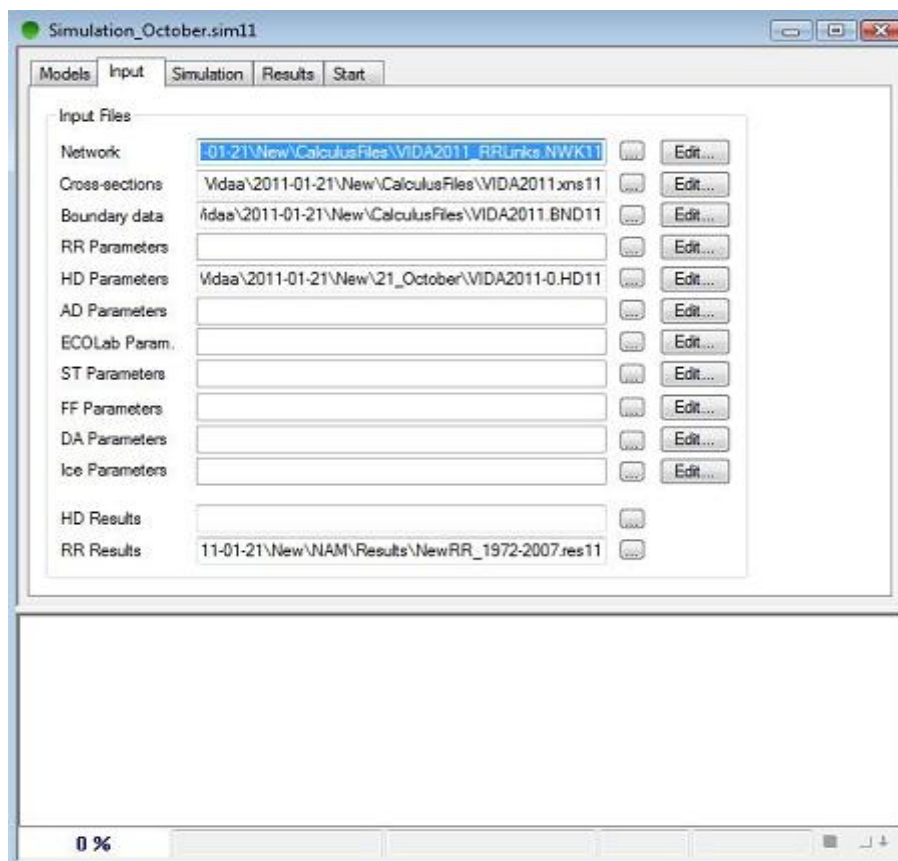 Simulation_October.sim11
Models Input Simulation Results Start
Input Files
Network -01-21\New\CalculusFiles\VIDA2011_RRLinks.NWK11 ... Edit...
Cross-sections Vidaa\2011-01-21\New\CalculusFiles\VIDA2011.xns11 ... Edit...
Boundary data /idaa\2011-01-21\New\CalculusFiles\VIDA2011.BND11 ... Edit...
RR Parameters ... Edit...
HD Parameters Vidaa\2011-01-21\New\21_October\VIDA2011-0.HD11 ... Edit...
AD Parameters ... Edit...
ECOLab Param. ... Edit...
ST Parameters ... Edit...
FF Parameters ... Edit...
DA Parameters ... Edit...
Ice Parameters ... Edit...
HD Results ...
RR Results 11-01-21\New\NAM\Results\NewRR_1972-2007.res11 ...
0 %